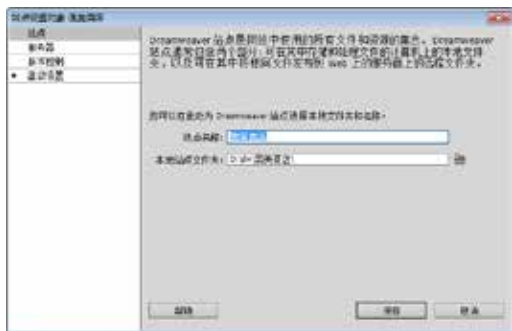 站点设置对象
站点
服务器
版本控制
高级设置
Dreamweaver 站点是网站中使用的所有文件和资源的集合。Dreamweaver
站点通常包含两个部分：可在其中存储和处理文件的计算机上的本地文件
夹，以及可在其中将相同文件发布到 Web 上的服务器上的远程文件夹。
您可以在此处为 Dreamweaver 站点选择本地文件夹和名称。
站点名称：
本地站点文件夹：
帮助
保存
取消